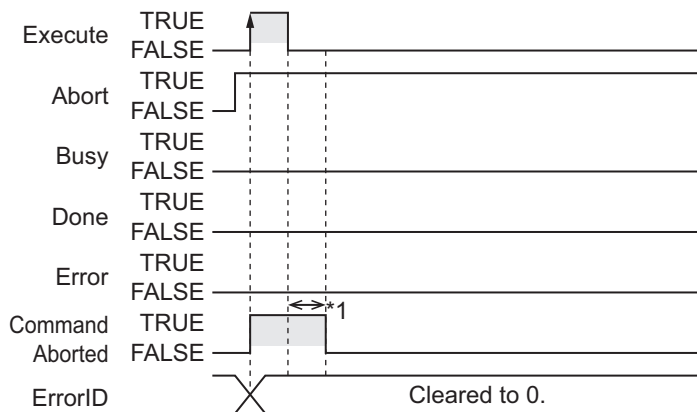 Execute TRUE
FALSE
Abort TRUE
FALSE
Busy TRUE
FALSE
Done TRUE
FALSE
Error TRUE
FALSE
*1
Command TRUE
Aborted FALSE
ErrorID Cleared to 0.